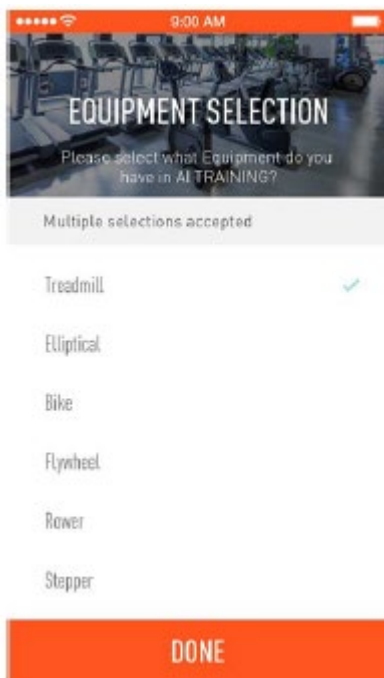 9:00 AM
EQUIPMENT SELECTION
Please select what Equipment do you
have in AI TRAINING?
Multiple selections accepted
Treadmill
Elliptical
Bike
Flywheel
Rower
Stepper
DONE